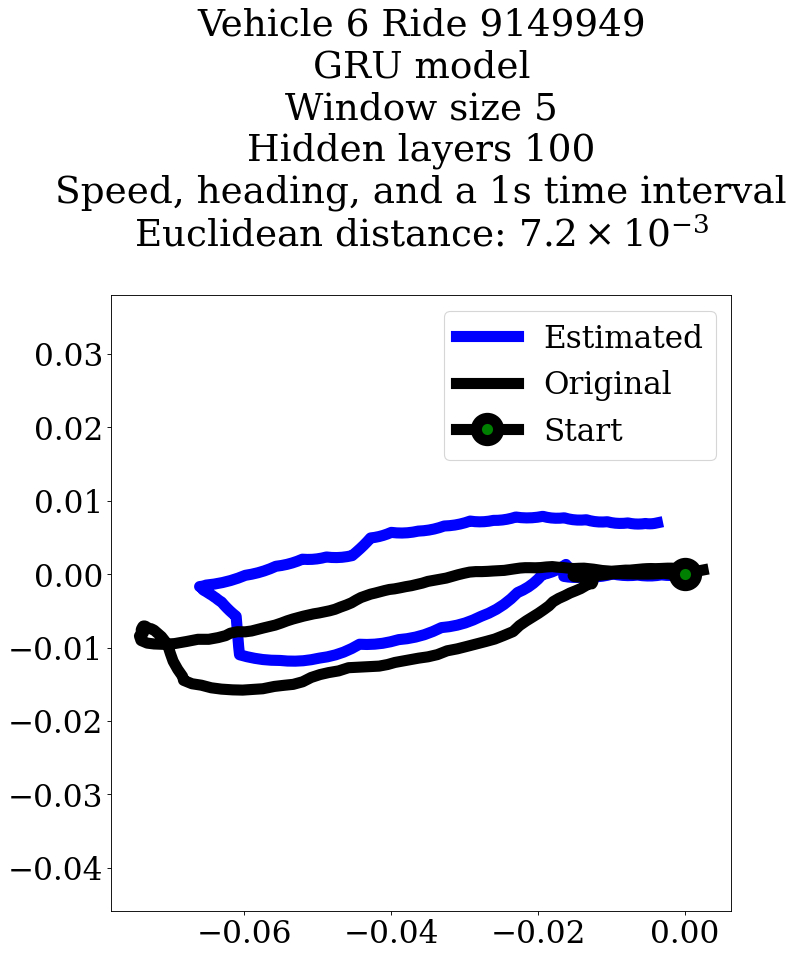 Vehicle 6 Ride 9149949
GRU model
Window size 5
Hidden layers 100
Speed, heading, and a 1s time interval
Euclidean distance: $7.2 \times 10^{-3}$
Estimated
Original
Start
0.03
0.02
0.01
0.00
−0.01
−0.02
−0.03
−0.04
−0.06 −0.04 −0.02 0.00